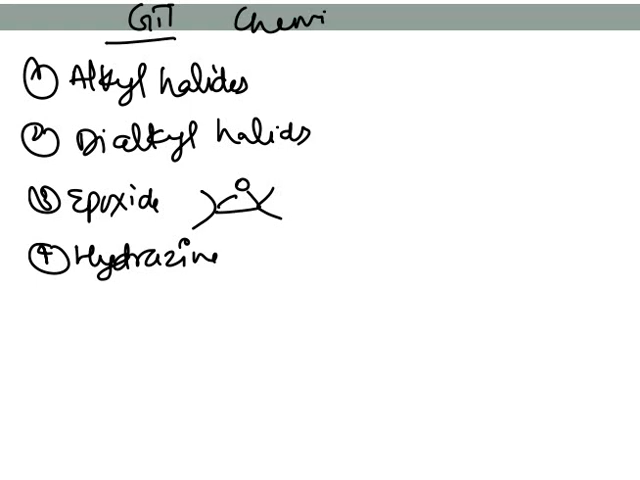 GIT Chemi
① Alkyl halides
② Dialkyl halids
③ Epoxide O
④ Hydrazine